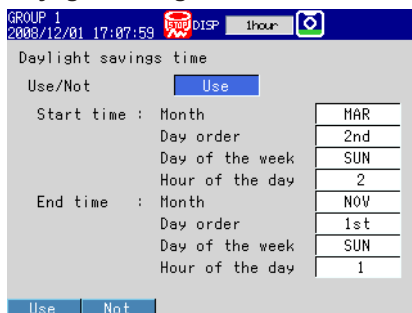 GROUP 1
2008/12/01 17:07:59 STOP DISP 1hour
Daylight savings time
Use/Not Use
Start time : Month MAR
Day order 2nd
Day of the week SUN
Hour of the day 2
End time : Month NOV
Day order 1st
Day of the week SUN
Hour of the day 1
Use Not